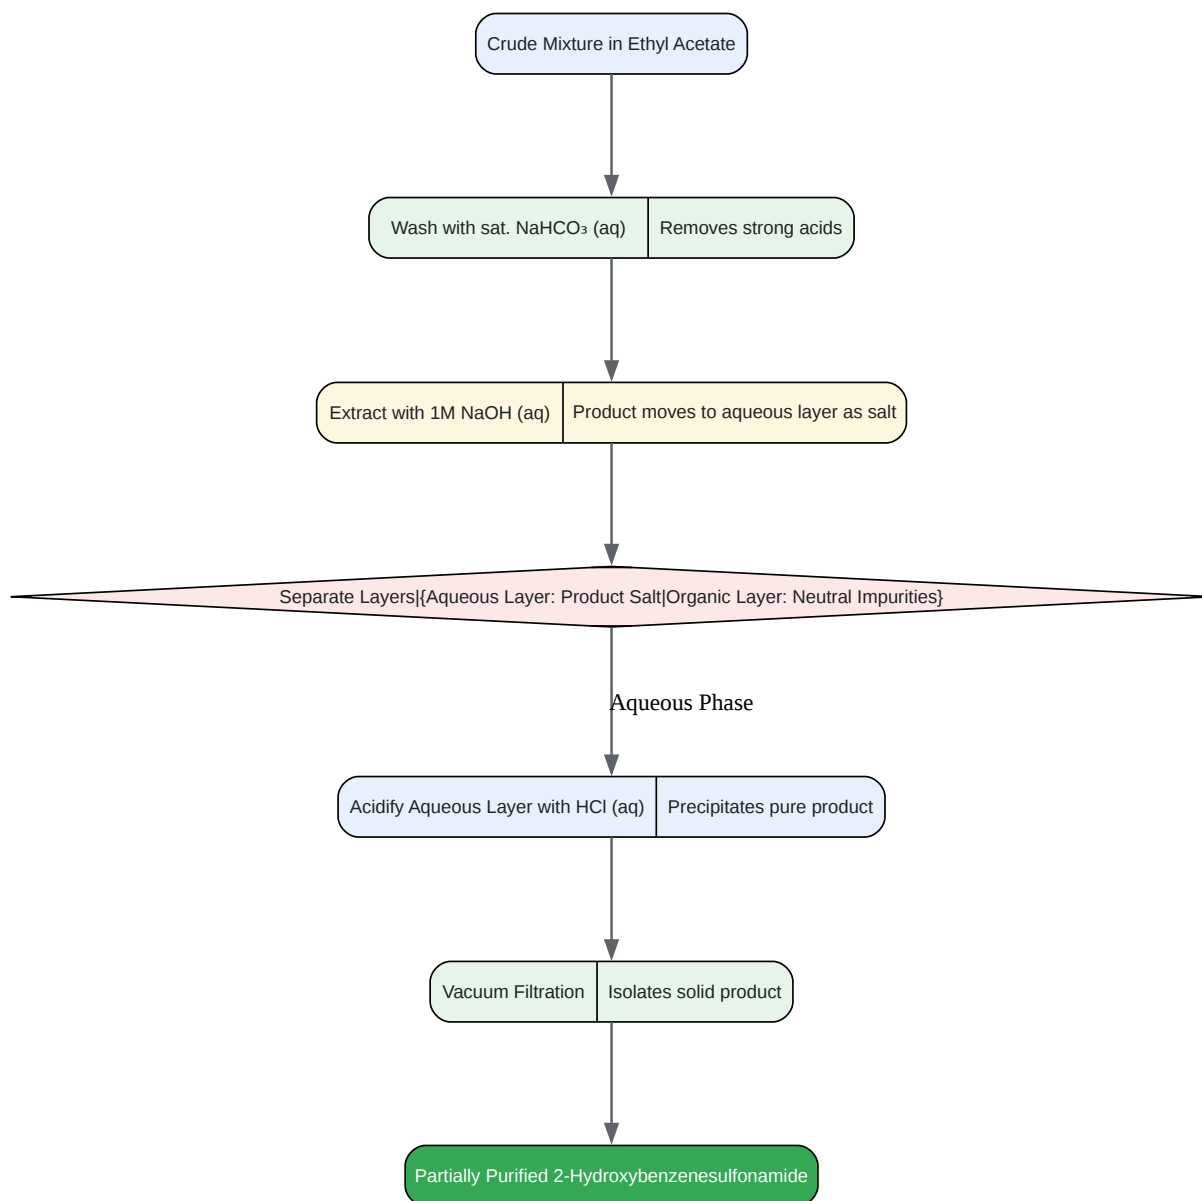 Crude Mixture in Ethyl Acetate
Wash with sat. NaHCO₃ (aq) Removes strong acids
Extract with 1M NaOH (aq) Product moves to aqueous layer as salt
Separate Layers|{Aqueous Layer: Product Salt|Organic Layer: Neutral Impurities}
Aqueous Phase
Acidify Aqueous Layer with HCl (aq) Precipitates pure product
Vacuum Filtration Isolates solid product
Partially Purified 2-Hydroxybenzenesulfonamide